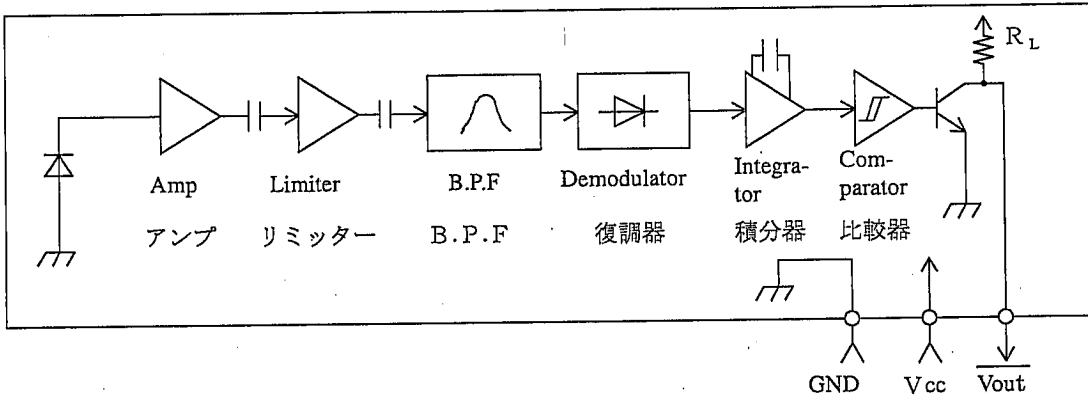 R L
Amp
Limiter
B.P.F
Demodulator
Integra-
tor
Com-
parator
アンプ
リミッター
B.P.F
復調器
積分器
比較器
GND
Vcc
Vout